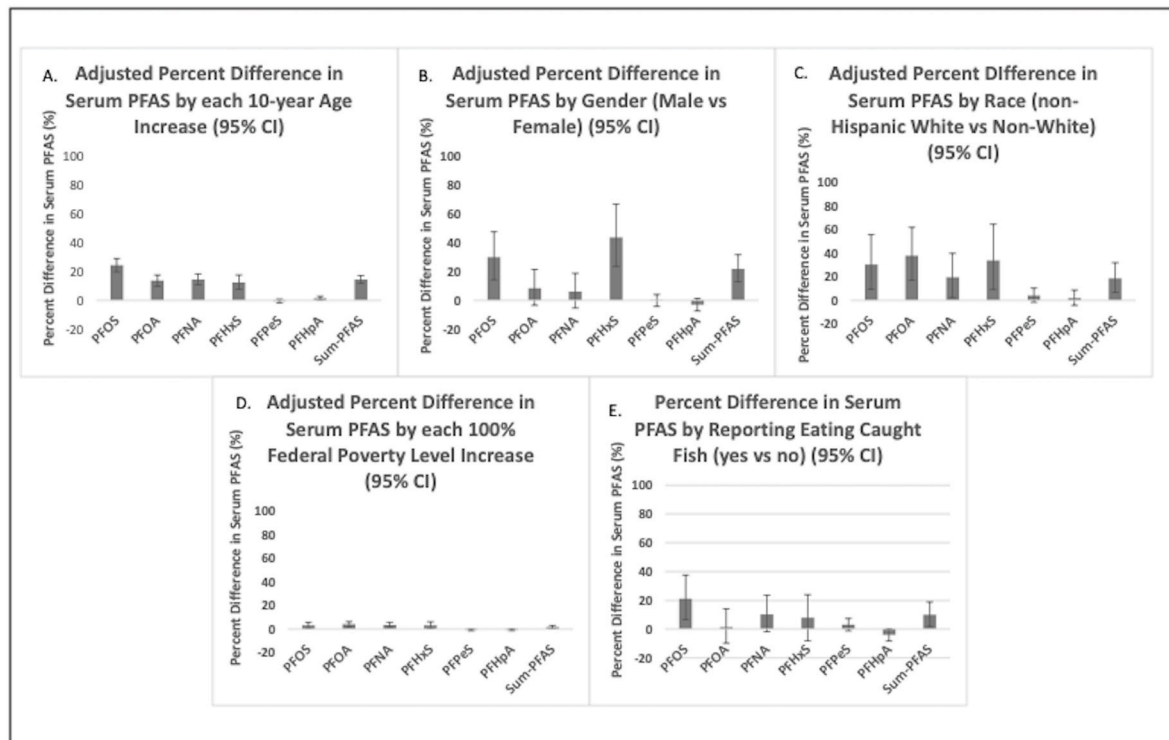 A. Adjusted Percent Difference in
Serum PFAS by each 10-year Age
Increase (95% CI)
Percent Difference in Serum PFAS (%)
100
80
60
40
20
0
-20
PFOS
PFOA
PFNA
PFHxS
PFPeS
PFHpA
Sum-PFAS
B. Adjusted Percent Difference in
Serum PFAS by Gender (Male vs
Female) (95% CI)
Percent Difference in Serum PFAS (%)
100
80
60
40
20
0
-20
PFOS
PFOA
PFNA
PFHxS
PFPeS
PFHpA
Sum-PFAS
C. Adjusted Percent DIfference in
Serum PFAS by Race (non-
Hispanic White vs Non-White)
(95% CI)
Percent Difference in Serum PFAS (%)
100
80
60
40
20
0
-20
PFOS
PFOA
PFNA
PFHxS
PFPeS
PFHpA
Sum-PFAS
D. Adjusted Percent Difference in
Serum PFAS by each 100%
Federal Poverty Level Increase
(95% CI)
Percent Difference in Serum PFAS (%)
100
80
60
40
20
0
-20
PFOS
PFOA
PFNA
PFHxS
PFPeS
PFHpA
Sum-PFAS
E. Percent Difference in Serum
PFAS by Reporting Eating Caught
Fish (yes vs no) (95% CI)
Percent Difference in Serum PFAS (%)
100
80
60
40
20
0
-20
PFOS
PFOA
PFNA
PFHxS
PFPeS
PFHpA
Sum-PFAS